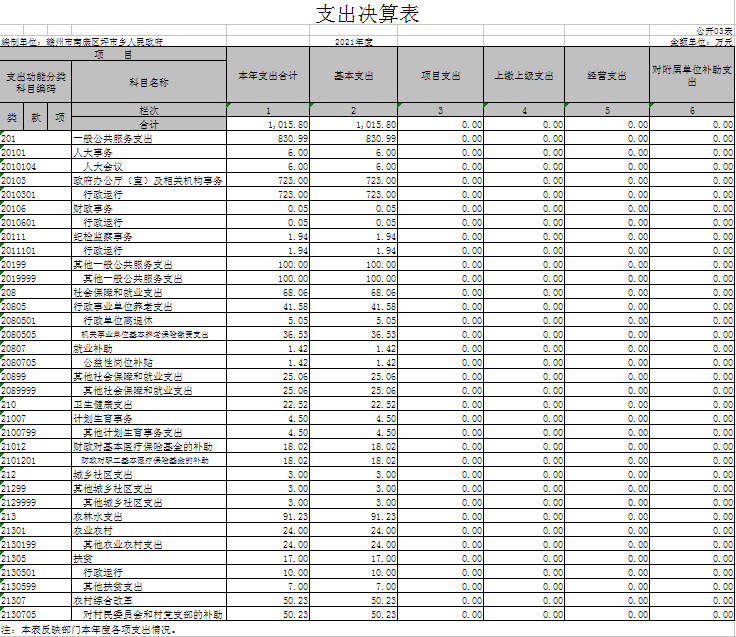 支出决算表
公开03表
编制单位：赣州市南康区坪市乡人民政府 2021年度 金额单位：万元
项 目 本年支出合计 基本支出 项目支出 上缴上级支出 经营支出 对附属单位补助支出
支出功能分类科目编码 科目名称
类 款 项 栏次 1 2 3 4 5 6
合计 1,015.80 1,015.80 0.00 0.00 0.00 0.00
201 一般公共服务支出 830.99 830.99 0.00 0.00 0.00 0.00
20101 人大事务 6.00 6.00 0.00 0.00 0.00 0.00
2010104 人大会议 6.00 6.00 0.00 0.00 0.00 0.00
20103 政府办公厅（室）及相关机构事务 723.00 723.00 0.00 0.00 0.00 0.00
2010301 行政运行 723.00 723.00 0.00 0.00 0.00 0.00
20106 财政事务 0.05 0.05 0.00 0.00 0.00 0.00
2010601 行政运行 0.05 0.05 0.00 0.00 0.00 0.00
20111 纪检监察事务 1.94 1.94 0.00 0.00 0.00 0.00
2011101 行政运行 1.94 1.94 0.00 0.00 0.00 0.00
20199 其他一般公共服务支出 100.00 100.00 0.00 0.00 0.00 0.00
2019999 其他一般公共服务支出 100.00 100.00 0.00 0.00 0.00 0.00
208 社会保障和就业支出 68.06 68.06 0.00 0.00 0.00 0.00
20805 行政事业单位养老支出 41.58 41.58 0.00 0.00 0.00 0.00
2080501 行政单位离退休 5.05 5.05 0.00 0.00 0.00 0.00
2080505 机关事业单位基本养老保险缴费支出 36.53 36.53 0.00 0.00 0.00 0.00
20807 就业补助 1.42 1.42 0.00 0.00 0.00 0.00
2080705 公益性岗位补贴 1.42 1.42 0.00 0.00 0.00 0.00
20899 其他社会保障和就业支出 25.06 25.06 0.00 0.00 0.00 0.00
2089999 其他社会保障和就业支出 25.06 25.06 0.00 0.00 0.00 0.00
210 卫生健康支出 22.52 22.52 0.00 0.00 0.00 0.00
21007 计划生育事务 4.50 4.50 0.00 0.00 0.00 0.00
2100799 其他计划生育事务支出 4.50 4.50 0.00 0.00 0.00 0.00
21012 财政对基本医疗保险基金的补助 18.02 18.02 0.00 0.00 0.00 0.00
2101201 财政对职工基本医疗保险基金的补助 18.02 18.02 0.00 0.00 0.00 0.00
212 城乡社区支出 3.00 3.00 0.00 0.00 0.00 0.00
21299 其他城乡社区支出 3.00 3.00 0.00 0.00 0.00 0.00
2129999 其他城乡社区支出 3.00 3.00 0.00 0.00 0.00 0.00
213 农林水支出 91.23 91.23 0.00 0.00 0.00 0.00
21301 农业农村 24.00 24.00 0.00 0.00 0.00 0.00
2130199 其他农业农村支出 24.00 24.00 0.00 0.00 0.00 0.00
21305 扶贫 17.00 17.00 0.00 0.00 0.00 0.00
2130501 行政运行 10.00 10.00 0.00 0.00 0.00 0.00
2130599 其他扶贫支出 7.00 7.00 0.00 0.00 0.00 0.00
21307 农村综合改革 50.23 50.23 0.00 0.00 0.00 0.00
2130705 对村民委员会和村党支部的补助 50.23 50.23 0.00 0.00 0.00 0.00
注：本表反映部门本年度各项支出情况。